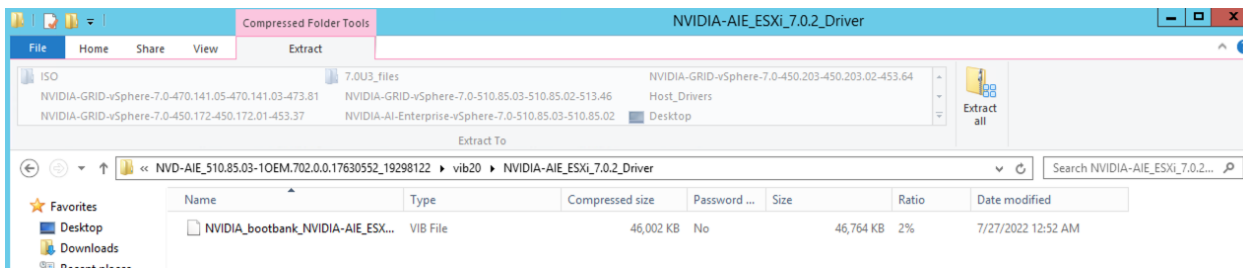 Compressed Folder Tools
NVIDIA-AIE_ESXi_7.0.2_Driver
File Home Share View Extract
ISO 7.0U3_files NVIDIA-GRID-vSphere-7.0-450.203-450.203.02-453.64
NVIDIA-GRID-vSphere-7.0-470.141.05-470.141.03-473.81 NVIDIA-GRID-vSphere-7.0-510.85.03-510.85.02-513.46 Host_Drivers
NVIDIA-GRID-vSphere-7.0-450.172-450.172.01-453.37 NVIDIA-AI-Enterprise-vSphere-7.0-510.85.03-510.85.02 Desktop
Extract all
Extract To
« NVD-AIE_510.85.03-1OEM.702.0.0.17630552_19298122 vib20 NVIDIA-AIE_ESXi_7.0.2_Driver Search NVIDIA-AIE_ESXi_7.0.2...
Favorites Name Type Compressed size Password ... Size Ratio Date modified
Desktop NVIDIA_bootbank_NVIDIA-AIE_ESX... VIB File 46,002 KB No 46,764 KB 2% 7/27/2022 12:52 AM
Downloads